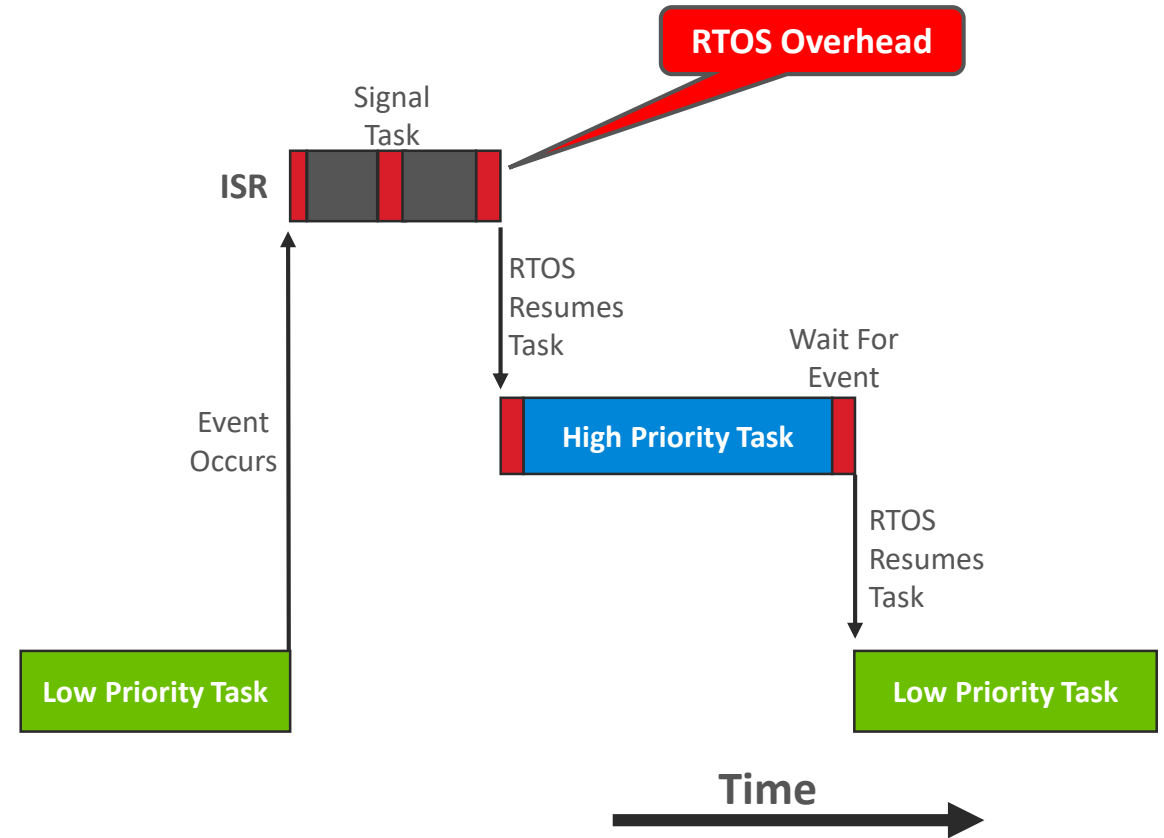 RTOS Overhead
Signal
Task
ISR
RTOS
Resumes
Task
Wait For
Event
Event
Occurs
High Priority Task
RTOS
Resumes
Task
Low Priority Task
Low Priority Task
Time